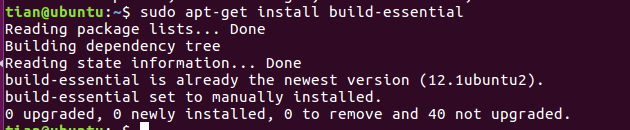 tian@ubuntu:~$ sudo apt-get install build-essential
Reading package lists... Done
Building dependency tree
Reading state information... Done
build-essential is already the newest version (12.1ubuntu2).
build-essential set to manually installed.
0 upgraded, 0 newly installed, 0 to remove and 40 not upgraded.
tian@ubuntu:~$